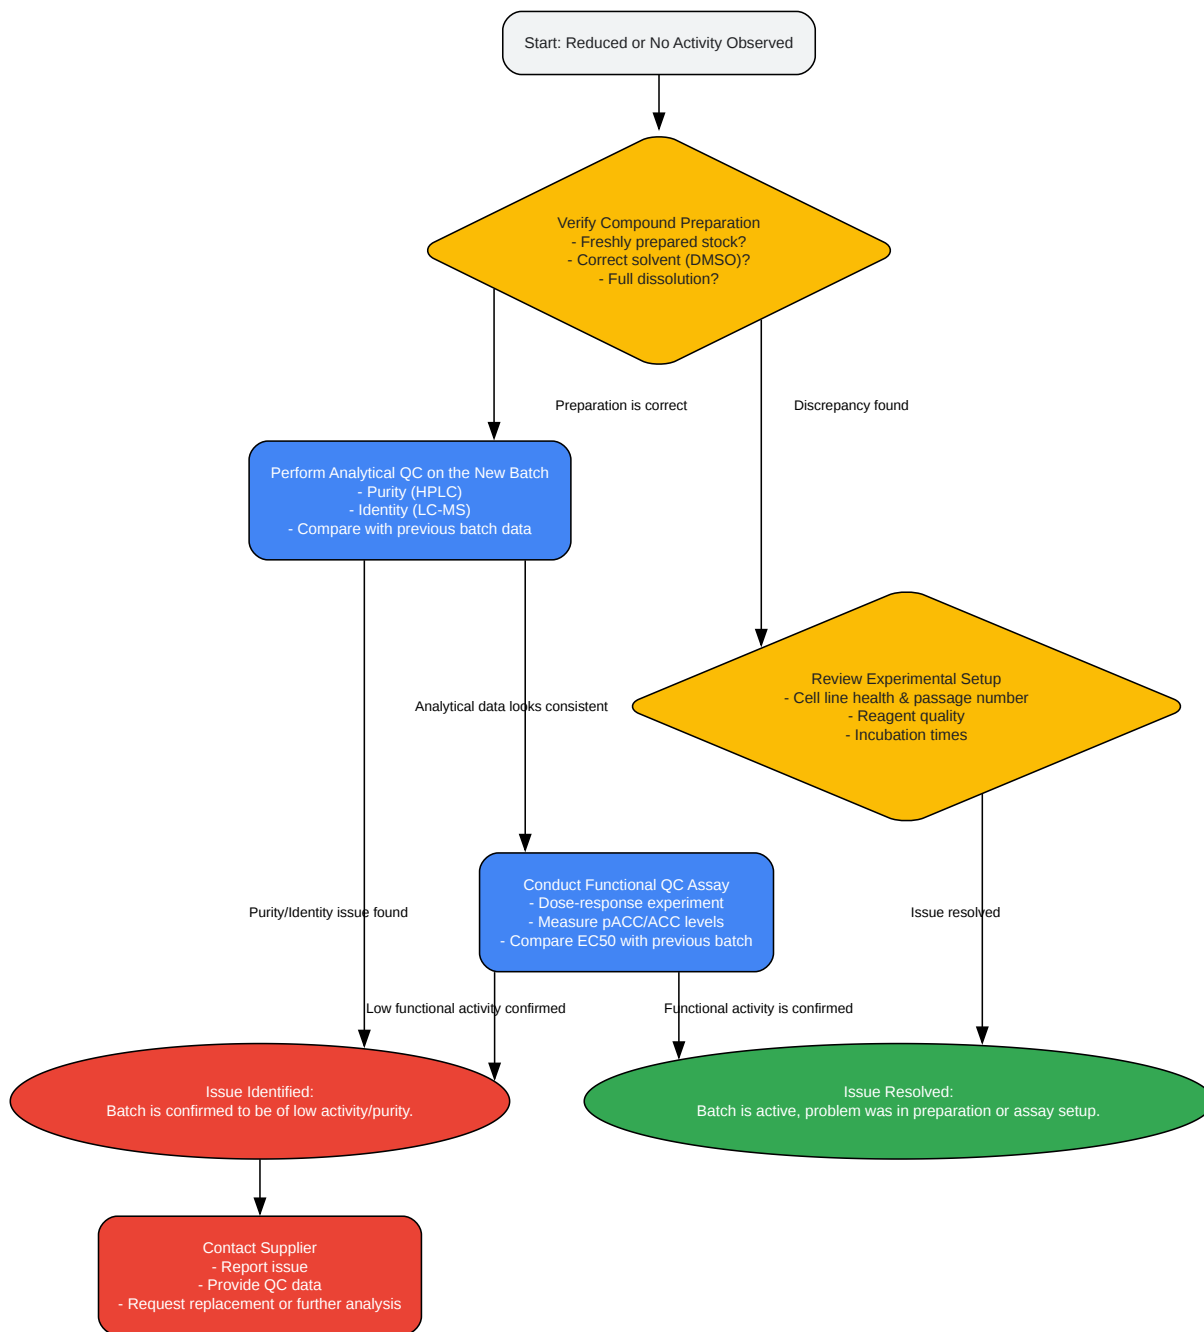 Start: Reduced or No Activity Observed
Verify Compound Preparation
- Freshly prepared stock?
- Correct solvent (DMSO)?
- Full dissolution?
Preparation is correct
Discrepancy found
Perform Analytical QC on the New Batch
- Purity (HPLC)
- Identity (LC-MS)
- Compare with previous batch data
Analytical data looks consistent
Review Experimental Setup
- Cell line health & passage number
- Reagent quality
- Incubation times
Conduct Functional QC Assay
- Dose-response experiment
- Measure pACC/ACC levels
- Compare EC50 with previous batch
Purity/Identity issue found
Issue resolved
Low functional activity confirmed
Functional activity is confirmed
Issue Identified:
Batch is confirmed to be of low activity/purity.
Issue Resolved:
Batch is active, problem was in preparation or assay setup.
Contact Supplier
- Report issue
- Provide QC data
- Request replacement or further analysis